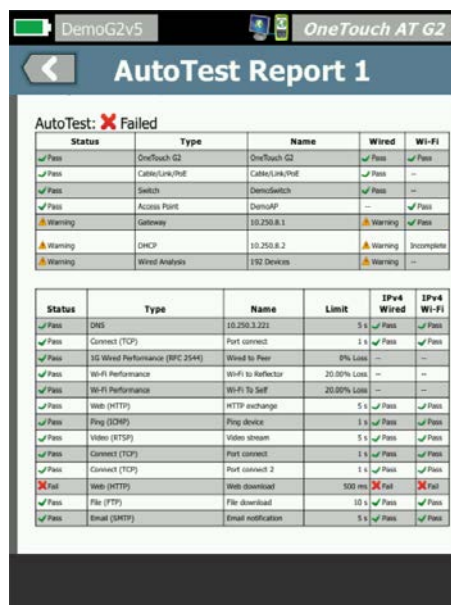 DemoG2v5 OneTouch AT G2
AutoTest Report 1
AutoTest: Failed
Status Type Name Wired Wi-Fi
Pass OneTouch G2 OneTouch G2 Pass Pass
Pass Cable/Link/PoE Cable/Link/PoE Pass --
Pass Switch DemoSwitch Pass --
Pass Access Point DemoAP -- Pass
Warning Gateway 10.250.8.1 Warning Pass
Warning DHCP 10.250.8.2 Warning Incomplete
Warning Wired Analysis 192 Devices Warning --
IPv4 IPv4
Status Type Name Limit Wired Wi-Fi
Pass DNS 10.250.3.221 5 s Pass Pass
Pass Connect (TCP) Port connect 1 s Pass Pass
Pass 1G Wired Performance (RFC 2544) Wired to Peer 0% Loss -- --
Pass Wi-Fi Performance Wi-Fi to Reflector 20.00% Loss -- --
Pass Wi-Fi Performance Wi-Fi To Self 20.00% Loss -- --
Pass Web (HTTP) HTTP exchange 5 s Pass Pass
Pass Ping (ICMP) Ping device 1 s Pass Pass
Pass Video (RTSP) Video stream 5 s Pass Pass
Pass Connect (TCP) Port connect 1 s Pass Pass
Pass Connect (TCP) Port connect 2 1 s Pass Pass
Fail Web (HTTP) Web download 500 ms Fail Fail
Pass File (FTP) File download 10 s Pass Pass
Pass Email (SMTP) Email notification 5 s Pass Pass